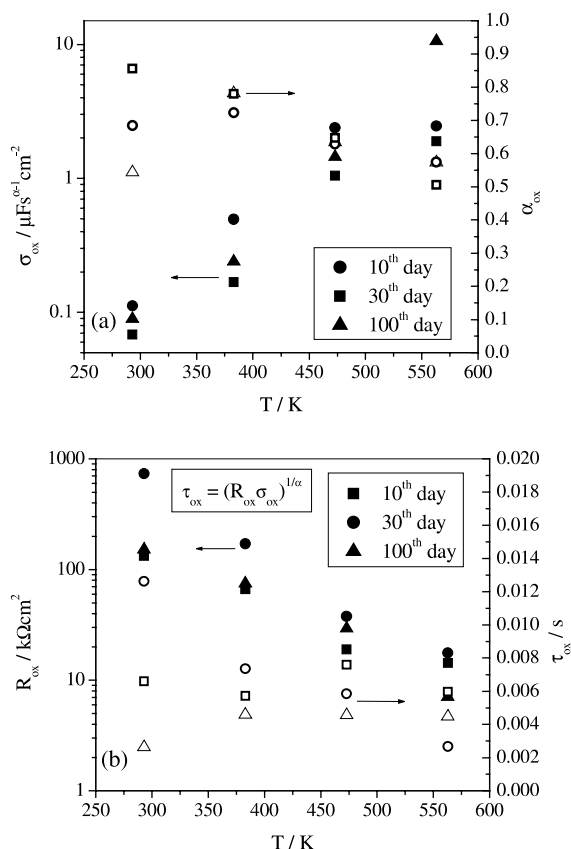 10
1
0.1
σox / μFsα-1cm-2
1.0
0.9
0.8
0.7
0.6
0.5
0.4
0.3
0.2
0.1
0.0
αox
10th day
30th day
100th day
(a)
250 300 350 400 450 500 550 600
T / K
1000
100
10
1
Rox / kΩcm2
τox = (Roxσox)1/α
10th day
30th day
100th day
0.020
0.018
0.016
0.014
0.012
0.010
0.008
0.006
0.004
0.002
0.000
τox / s
(b)
250 300 350 400 450 500 550 600
T / K